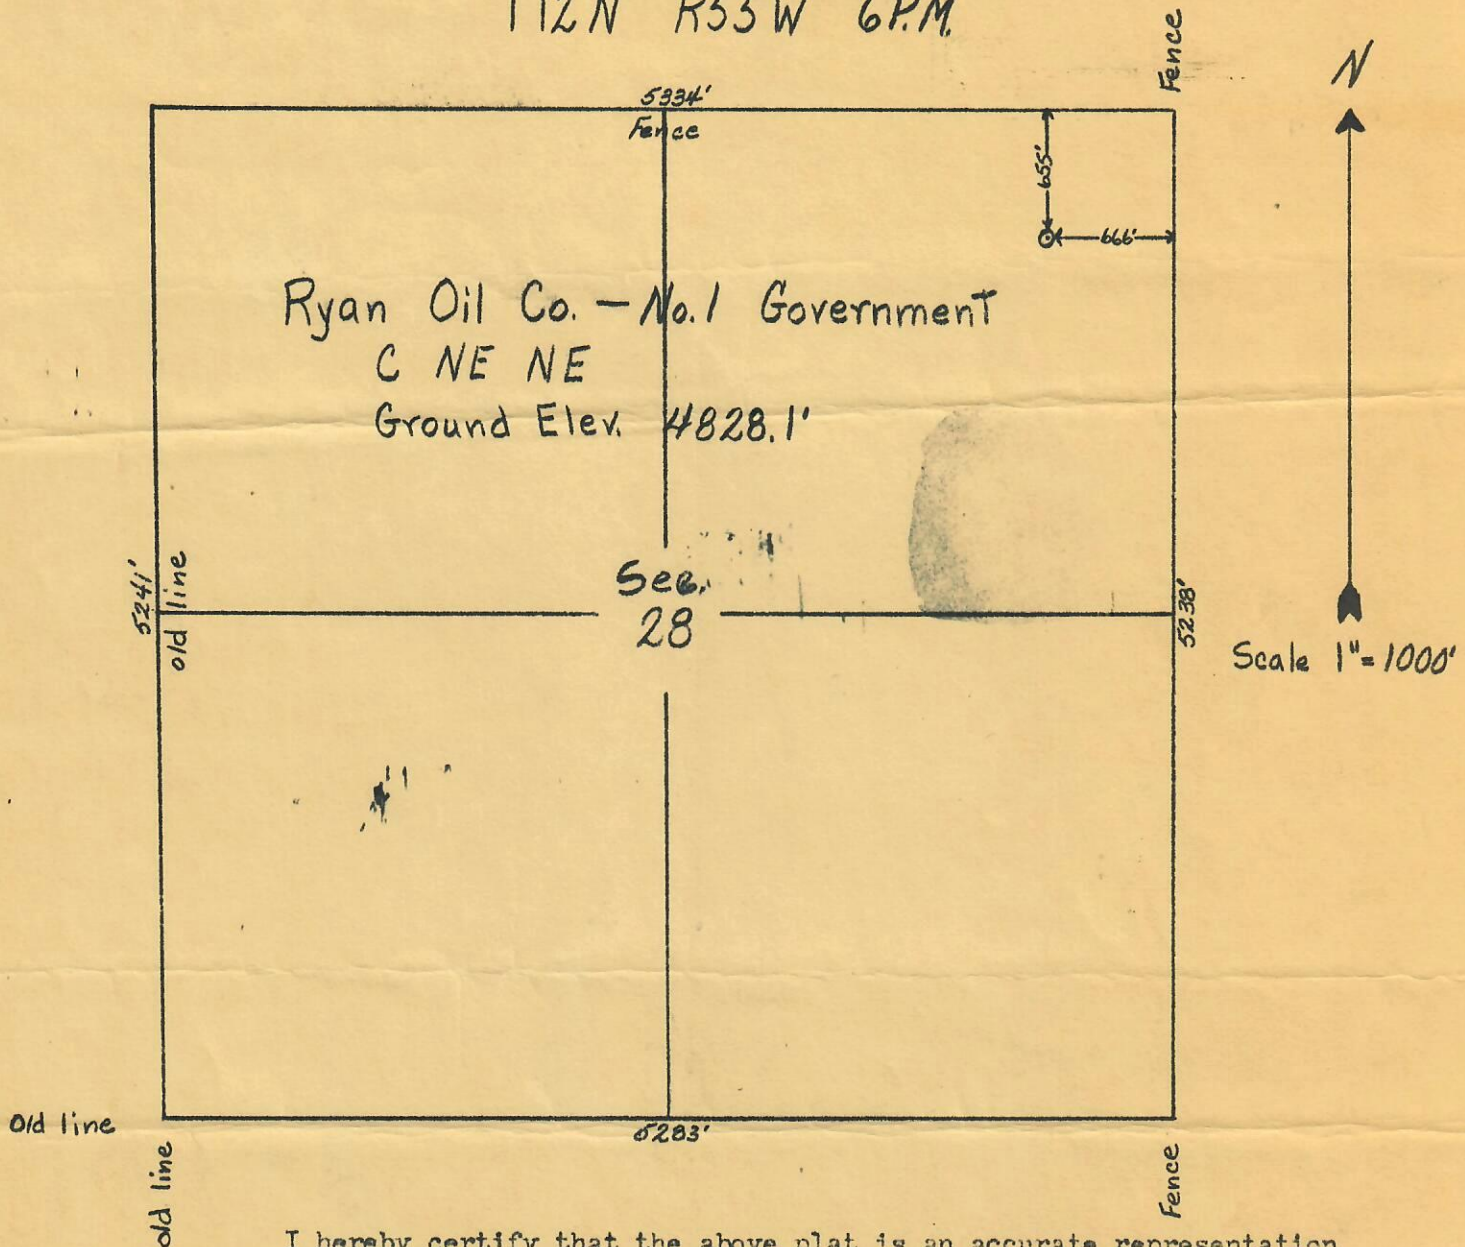 T12N R33W 6P.M.
Fence
N
5334'
Fence
655'
666'
Ryan Oil Co. — No. 1 Government
C NE NE
Ground Elev. 4828.1'
5241'
old line
Sec.
28
5238'
Scale 1"=1000'
Old line
5283'
old line
Fence
I hereby certify that the above plat is an accurate representation